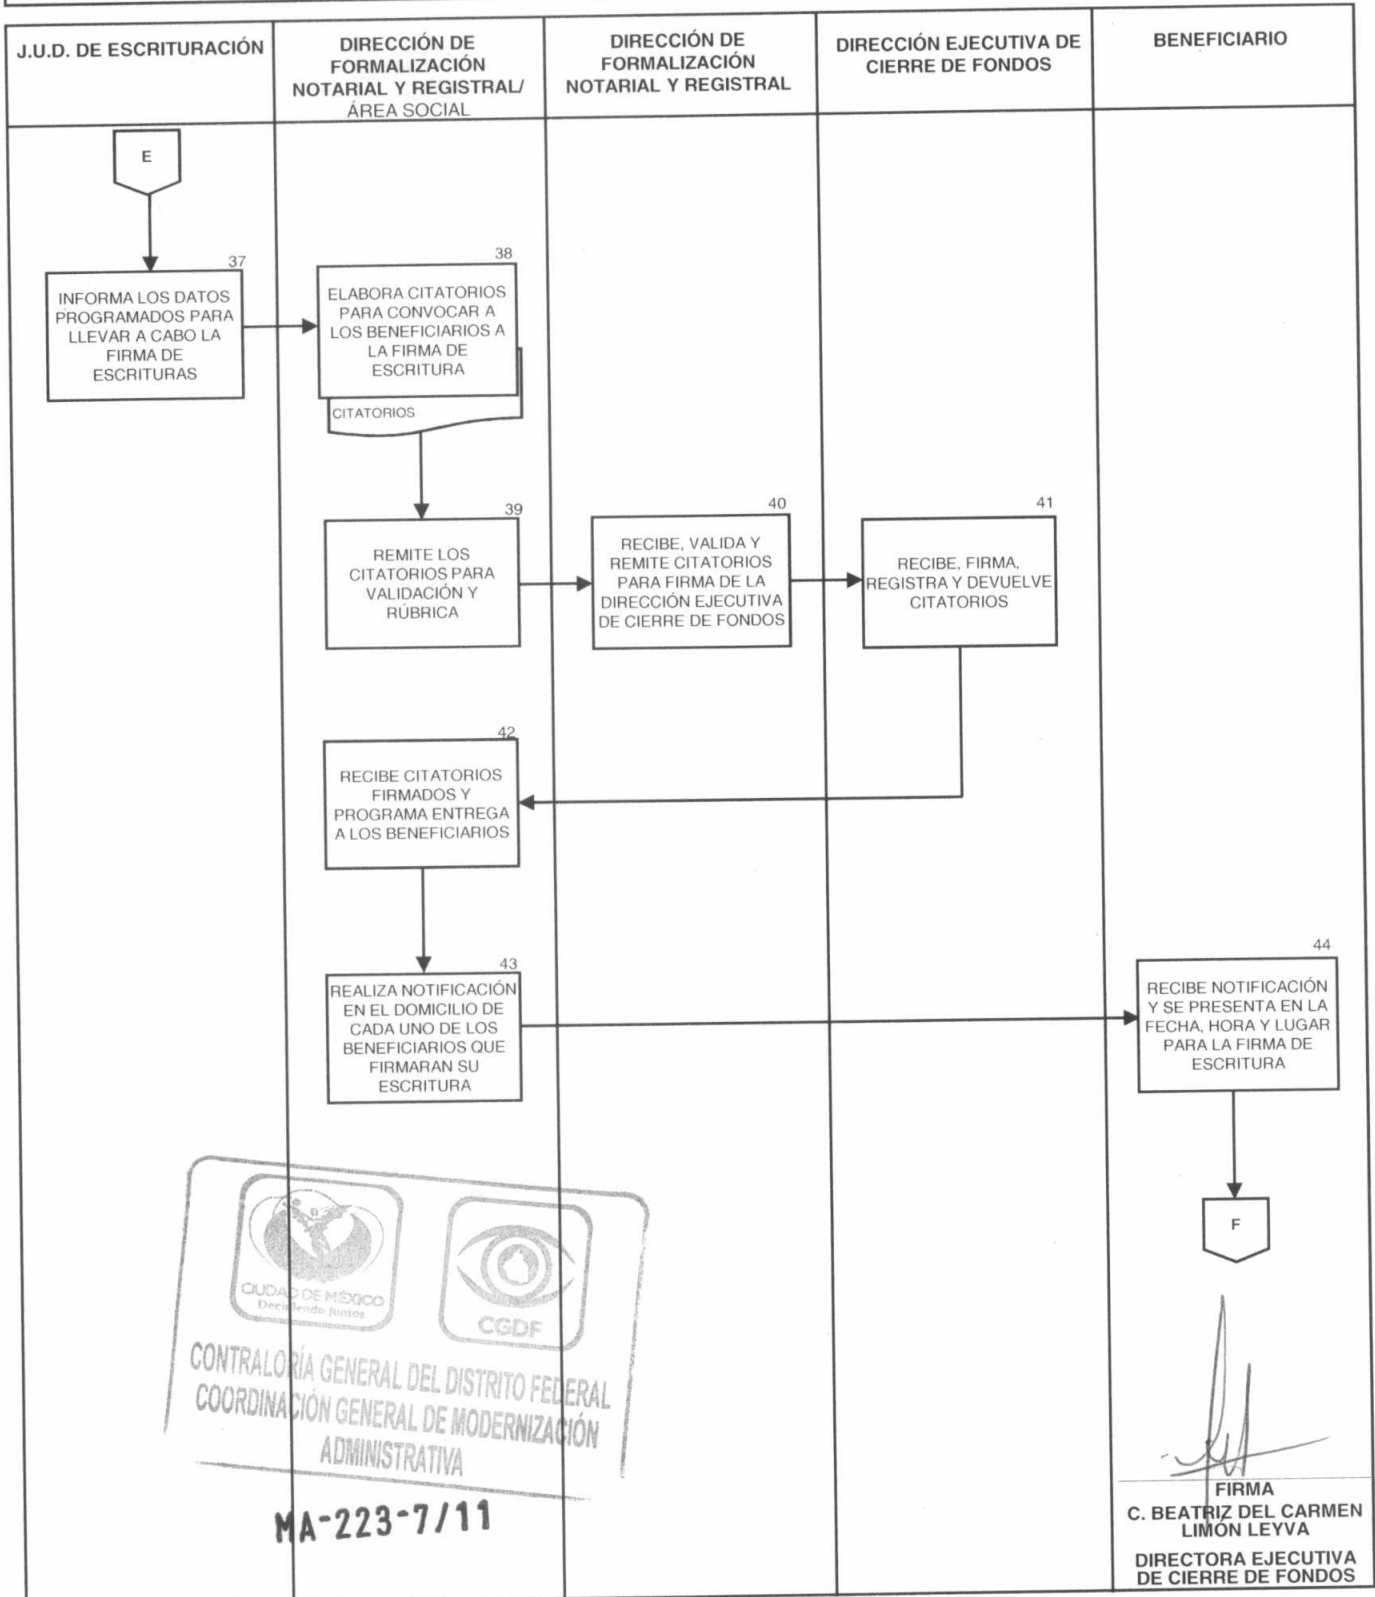 J.U.D. DE ESCRITURACIÓN
DIRECCIÓN DE
FORMALIZACIÓN
NOTARIAL Y REGISTRAL/
ÁREA SOCIAL
DIRECCIÓN DE
FORMALIZACIÓN
NOTARIAL Y REGISTRAL
DIRECCIÓN EJECUTIVA DE
CIERRE DE FONDOS
BENEFICIARIO
E
37
INFORMA LOS DATOS
PROGRAMADOS PARA
LLEVAR A CABO LA
FIRMA DE
ESCRITURAS
38
ELABORA CITATORIOS
PARA CONVOCAR A
LOS BENEFICIARIOS A
LA FIRMA DE
ESCRITURA
CITATORIOS
39
REMITE LOS
CITATORIOS PARA
VALIDACIÓN Y
RÚBRICA
40
RECIBE, VALIDA Y
REMITE CITATORIOS
PARA FIRMA DE LA
DIRECCIÓN EJECUTIVA
DE CIERRE DE FONDOS
41
RECIBE, FIRMA,
REGISTRA Y DEVUELVE
CITATORIOS
42
RECIBE CITATORIOS
FIRMADOS Y
PROGRAMA ENTREGA
A LOS BENEFICIARIOS
43
REALIZA NOTIFICACIÓN
EN EL DOMICILIO DE
CADA UNO DE LOS
BENEFICIARIOS QUE
FIRMARAN SU
ESCRITURA
44
RECIBE NOTIFICACIÓN
Y SE PRESENTA EN LA
FECHA, HORA Y LUGAR
PARA LA FIRMA DE
ESCRITURA
F
CIUDAD DE MÉXICO
Decidiendo Juntos
CGDF
CONTRALORÍA GENERAL DEL DISTRITO FEDERAL
COORDINACIÓN GENERAL DE MODERNIZACIÓN
ADMINISTRATIVA
MA-223-7/11
FIRMA
C. BEATRIZ DEL CARMEN
LIMÓN LEYVA
DIRECTORA EJECUTIVA
DE CIERRE DE FONDOS